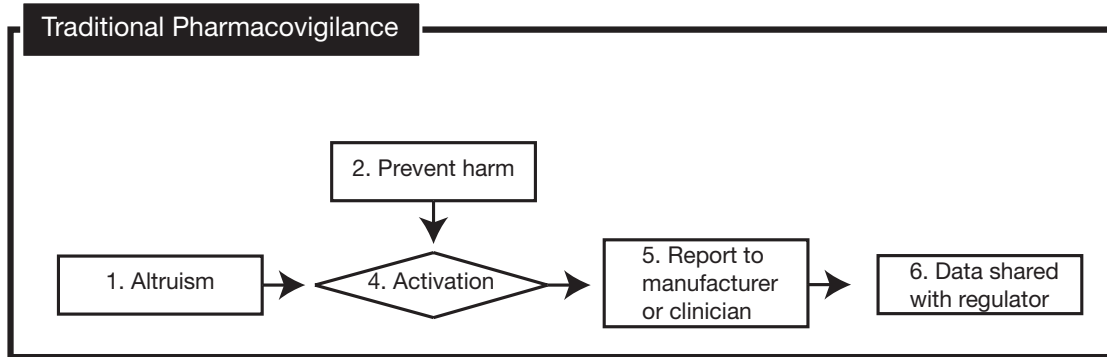 Traditional Pharmacovigilance
2. Prevent harm
1. Altruism
4. Activation
5. Report to
manufacturer
or clinician
6. Data shared
with regulator